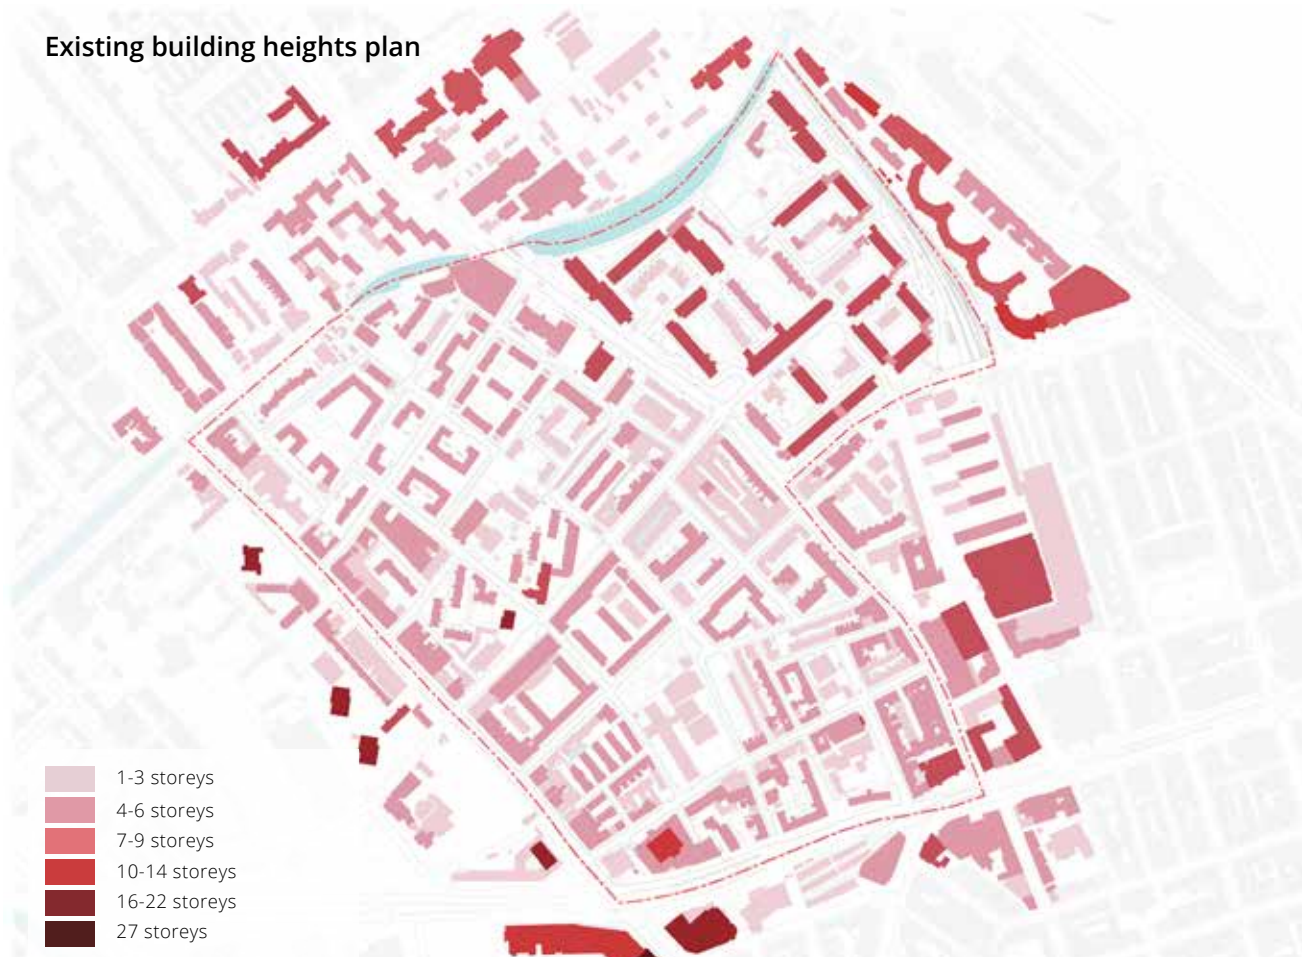 Existing building heights plan
1-3 storeys
4-6 storeys
7-9 storeys
10-14 storeys
16-22 storeys
27 storeys